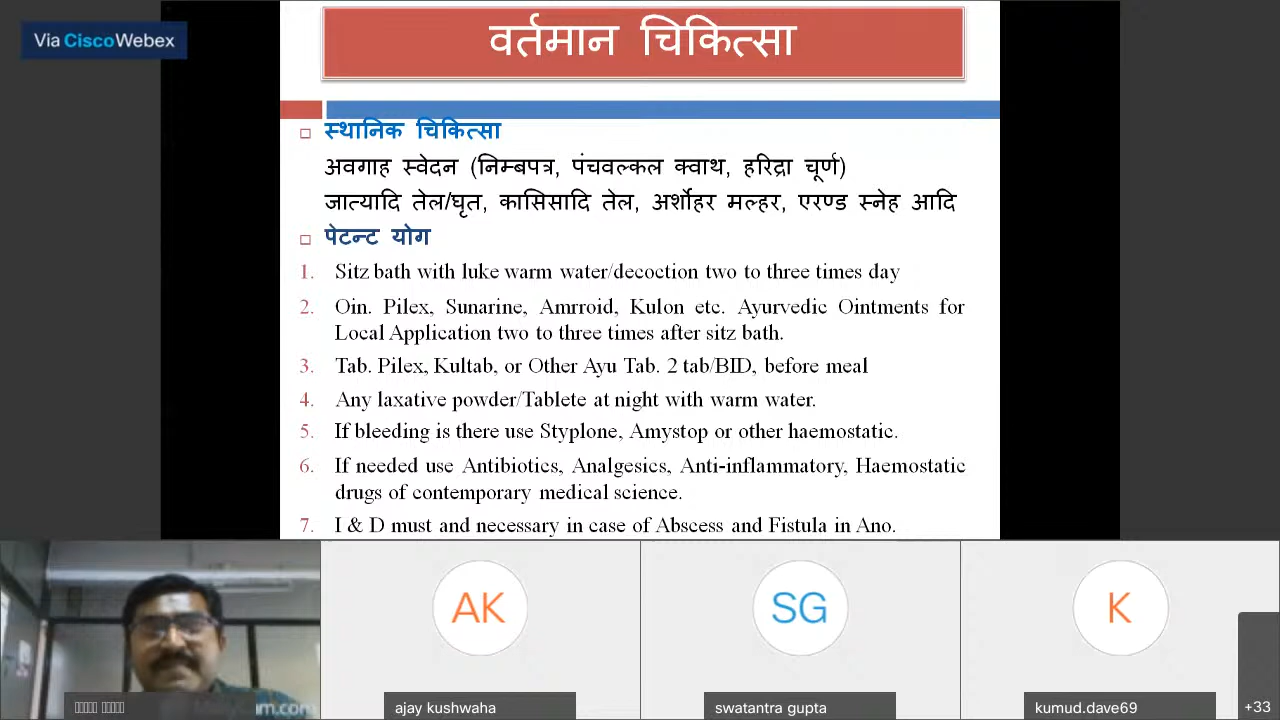 Via Cisco Webex
वर्तमान चिकित्सा
स्थानिक चिकित्सा
अवगाह स्वेदन (निम्बपत्र, पंचवल्कल क्वाथ, हरिद्रा चूर्ण)
जात्यादि तेल/घृत, कासिसादि तेल, अर्शोहर मल्हर, एरण्ड स्नेह आदि
पेटन्ट योग
1. Sitz bath with luke warm water/decoction two to three times day
2. Oin. Pilex, Sunarine, Amrroid, Kulon etc. Ayurvedic Ointments for
Local Application two to three times after sitz bath.
3. Tab. Pilex, Kultab, or Other Ayu Tab. 2 tab/BID, before meal
4. Any laxative powder/Tablete at night with warm water.
5. If bleeding is there use Styplone, Amystop or other haemostatic.
6. If needed use Antibiotics, Analgesics, Anti-inflammatory, Haemostatic
drugs of contemporary medical science.
7. I & D must and necessary in case of Abscess and Fistula in Ano.
AK
SG
K
ajay kushwaha
swatantra gupta
kumud.dave69
+33